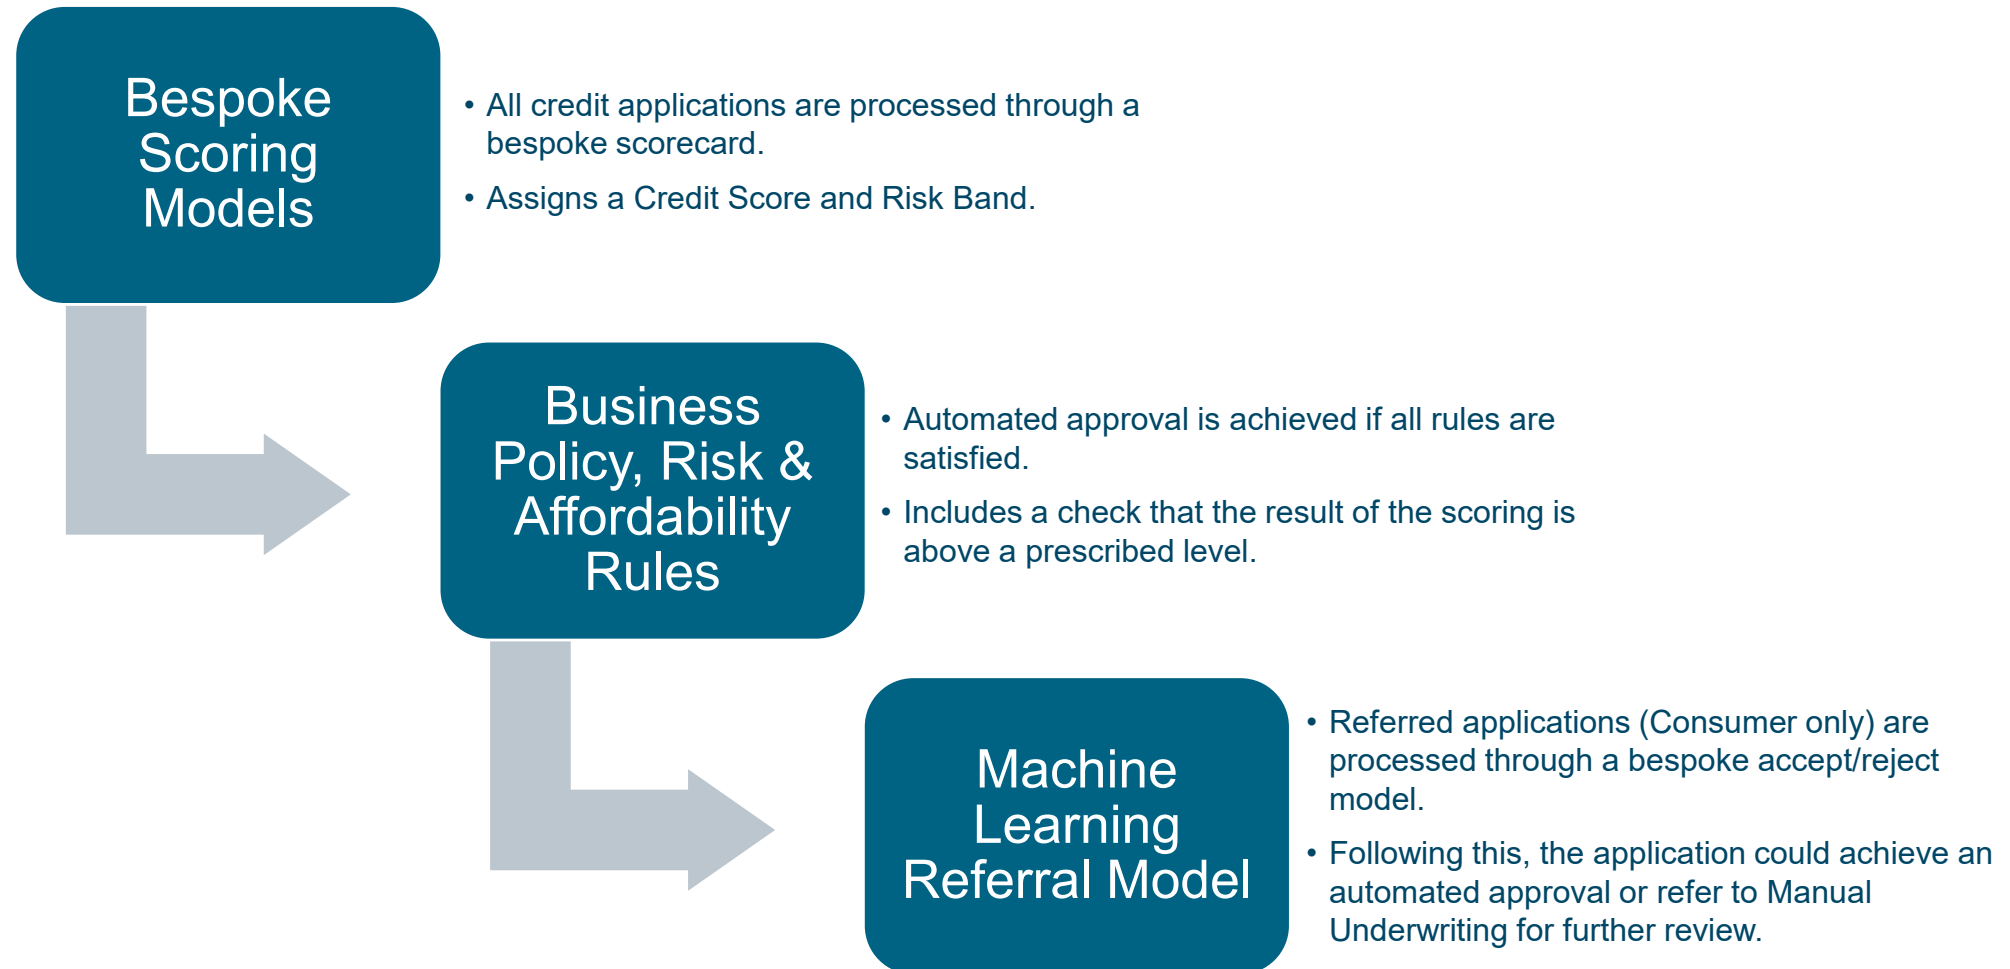 Bespoke
Scoring
Models
• All credit applications are processed through a
bespoke scorecard.
• Assigns a Credit Score and Risk Band.
Business
Policy, Risk &
Affordability
Rules
• Automated approval is achieved if all rules are
satisfied.
• Includes a check that the result of the scoring is
above a prescribed level.
Machine
Learning
Referral Model
• Referred applications (Consumer only) are
processed through a bespoke accept/reject
model.
• Following this, the application could achieve an
automated approval or refer to Manual
Underwriting for further review.